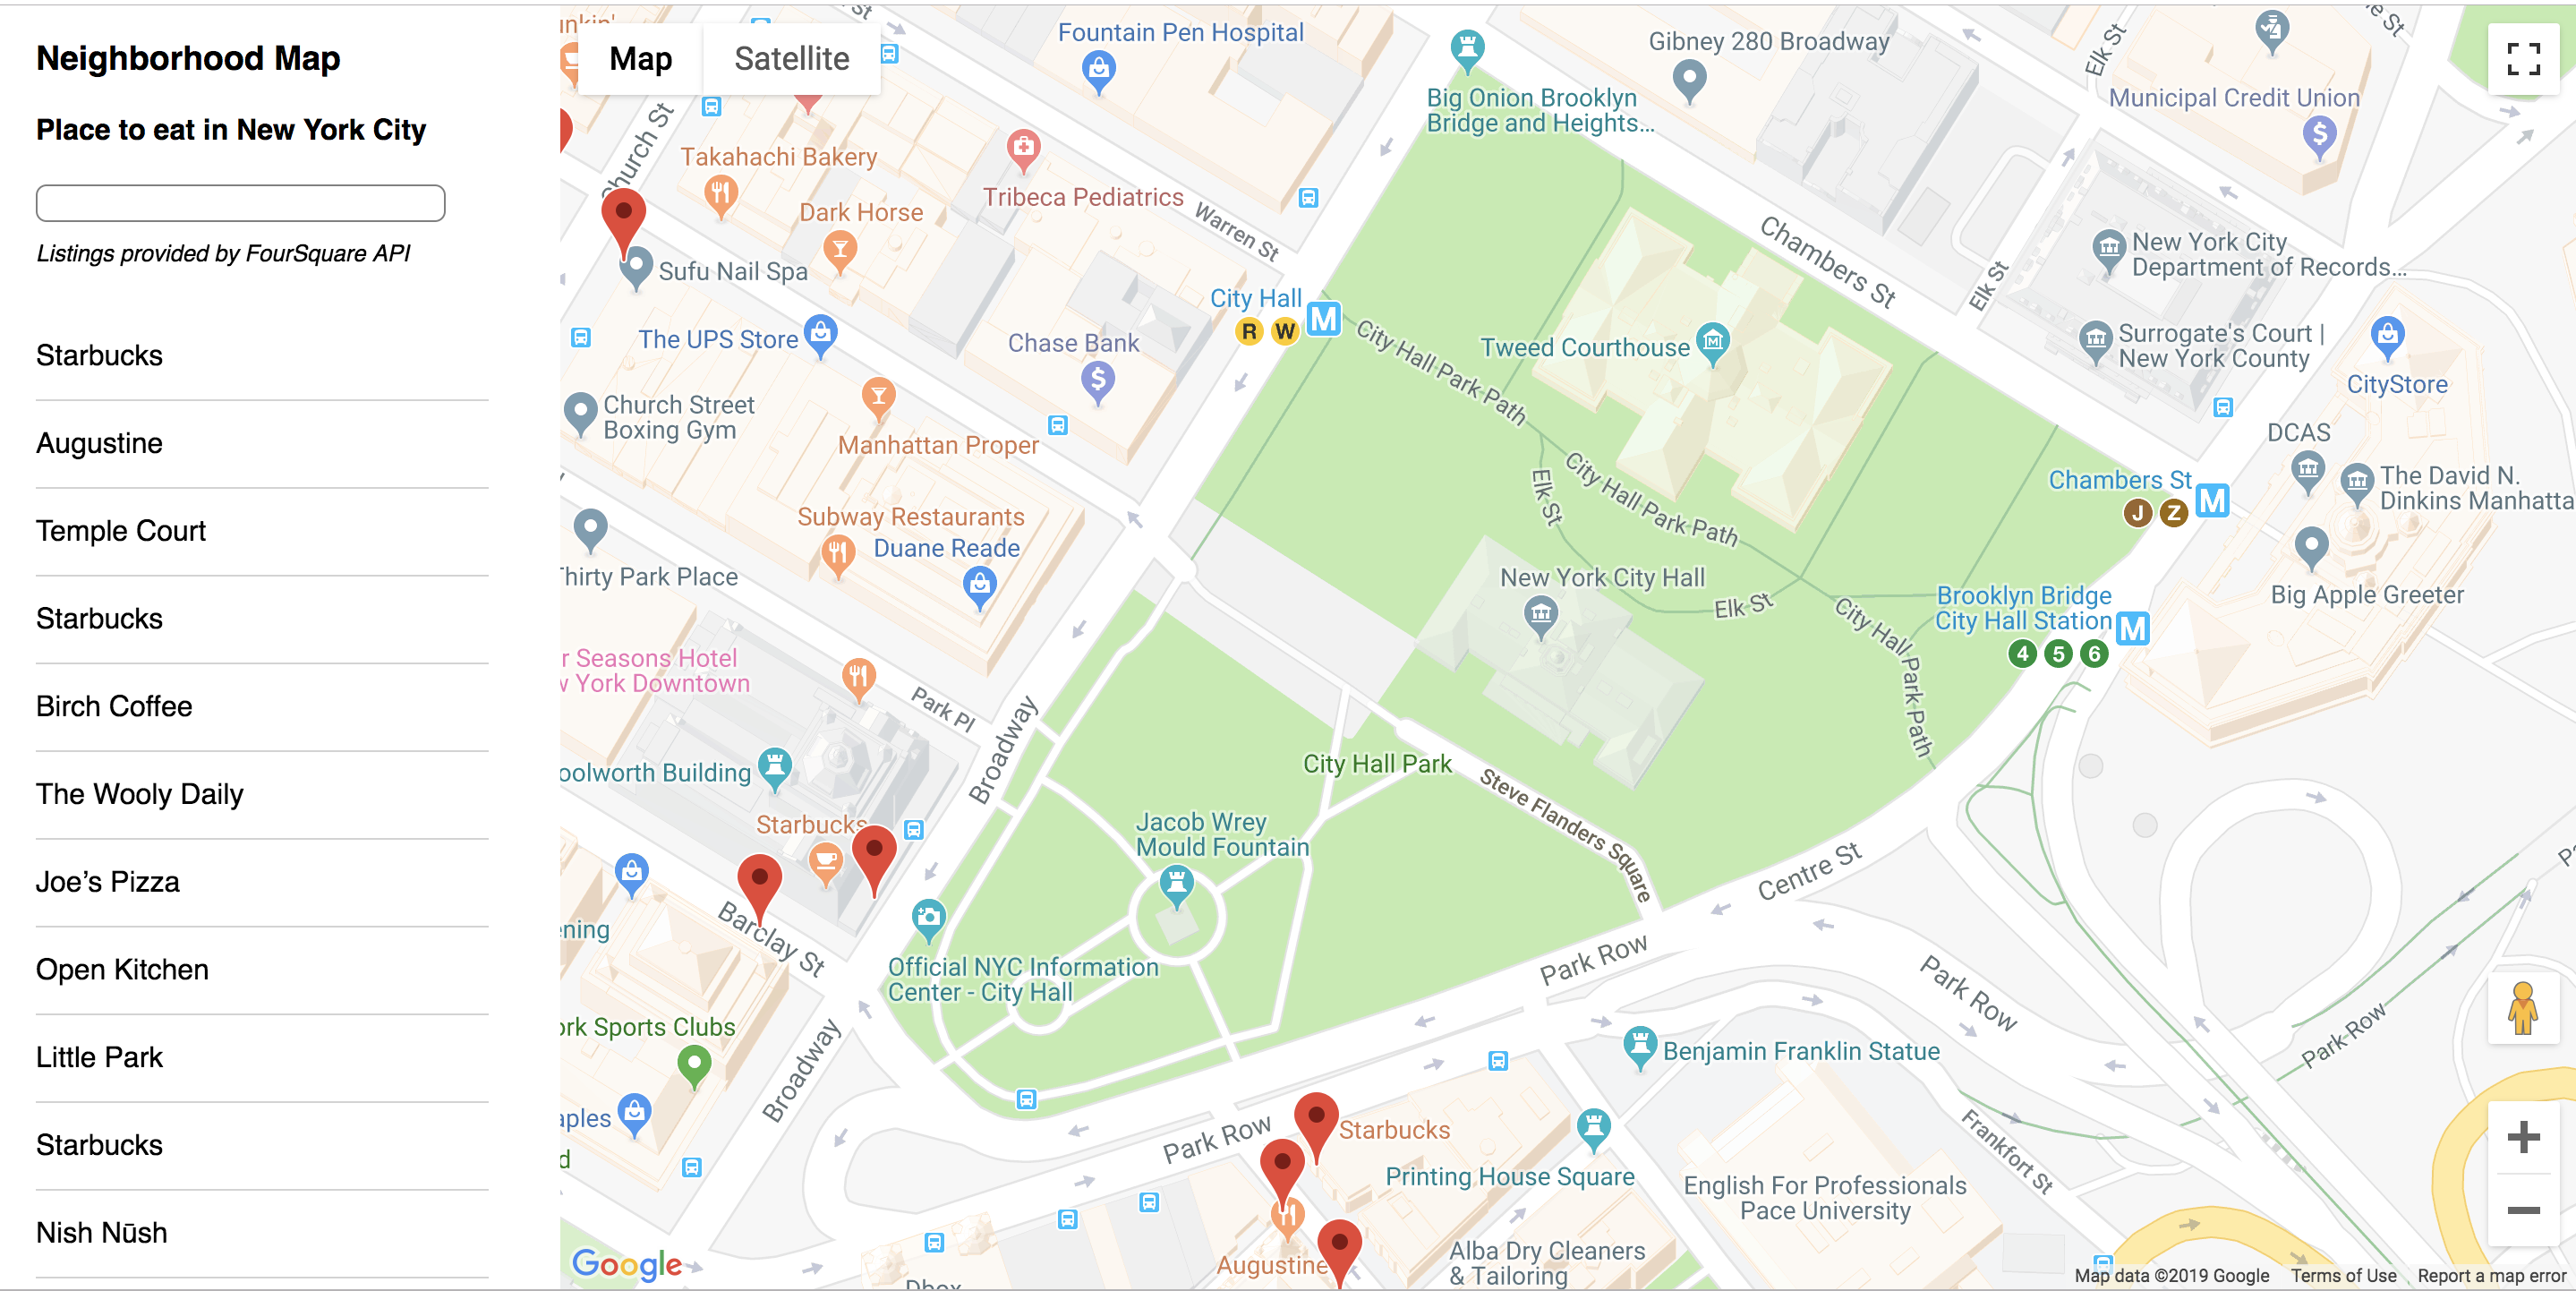 Neighborhood Map
Place to eat in New York City
Listings provided by FourSquare API
Starbucks
Augustine
Temple Court
Starbucks
Birch Coffee
The Wooly Daily
Joe’s Pizza
Open Kitchen
Little Park
Starbucks
Nish Nūsh
Map
Satellite
Fountain Pen Hospital
Gibney 280 Broadway
Elk St
Municipal Credit Union
$
Big Onion Brooklyn
Bridge and Heights...
Church St
Takahachi Bakery
Tribeca Pediatrics
Dark Horse
Warren St
Chambers St
New York City
Department of Records...
Sufu Nail Spa
Elk St
City Hall
R W M
The UPS Store
Chase Bank
$
City Hall Park Path
Tweed Courthouse
M
Surrogate's Court |
New York County
CityStore
Church Street
Boxing Gym
Manhattan Proper
DCAS
City Hall Park Path
Elk St
Chambers St
J Z M
The David N.
Dinkins Manhatta
Subway Restaurants
Duane Reade
Thirty Park Place
New York City Hall
Elk St
City Hall Park Path
Brooklyn Bridge
City Hall Station
M
4 5 6
Big Apple Greeter
r Seasons Hotel
w York Downtown
Park Pl
Broadway
oolworth Building
City Hall Park
Steve Flanders Square
Starbucks
Jacob Wrey
Mould Fountain
Centre St
Barclay St
ening
Official NYC Information
Center - City Hall
Park Row
Park Row
Park Row
ork Sports Clubs
Broadway
Benjamin Franklin Statue
aples
d
Park Row
Starbucks
Printing House Square
Frankfort St
English For Professionals
Pace University
Augustine
Alba Dry Cleaners
& Tailoring
Google
Dbox
Map data ©2019 Google
Terms of Use
Report a map error